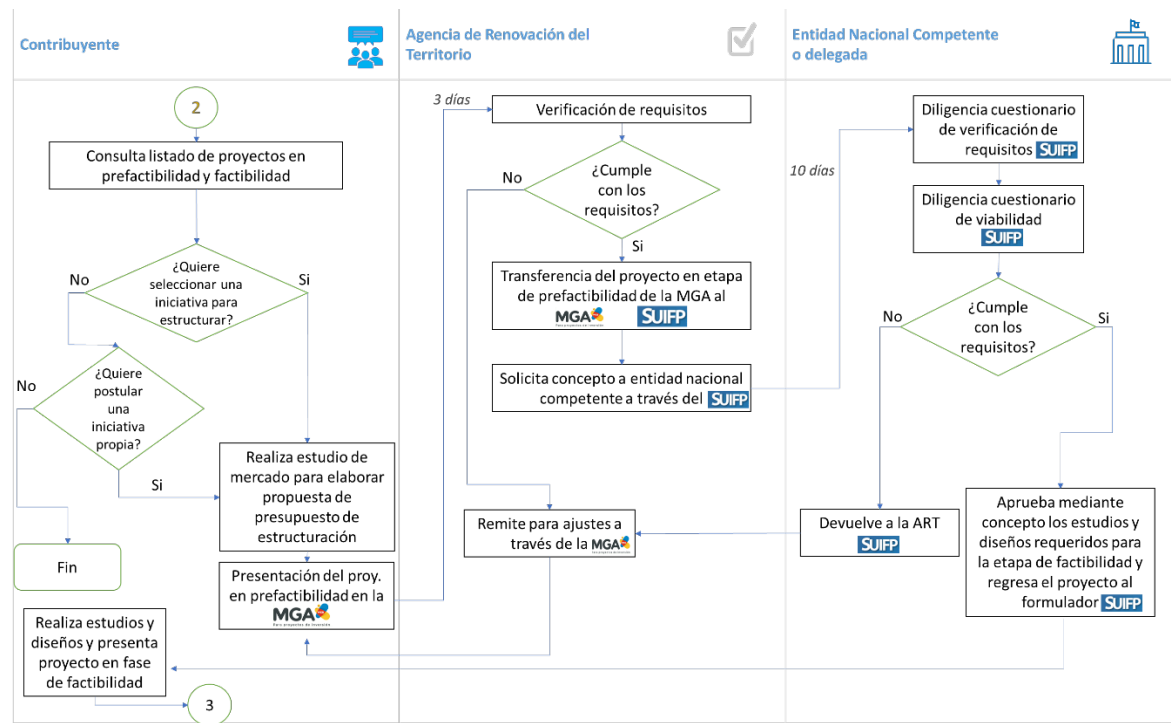 Contribuyente
Agencia de Renovación del
Territorio
Entidad Nacional Competente
o delegada
2
Consulta listado de proyectos en
prefactibilidad y factibilidad
¿Quiere
seleccionar una
iniciativa para
estructurar?
No
Si
¿Quiere
postular
una
iniciativa
propia?
No
Si
Fin
Realiza estudio de
mercado para elaborar
propuesta de
presupuesto de
estructuración
Presentación del proy.
en prefactibilidad en la
MGA
Para proyectos de inversión
Realiza estudios y
diseños y presenta
proyecto en fase
de factibilidad
3
3 días
Verificación de requisitos
¿Cumple
con los
requisitos?
No
Si
Transferencia del proyecto en etapa
de prefactibilidad de la MGA al
MGA SUIFP
Solicita concepto a entidad nacional
competente a través del SUIFP
Remite para ajustes a
través de la MGA
10 días
Diligencia cuestionario
de verificación de
requisitos SUIFP
Diligencia cuestionario
de viabilidad
SUIFP
¿Cumple
con los
requisitos?
No
Si
Devuelve a la ART
SUIFP
Aprueba mediante
concepto los estudios y
diseños requeridos para
la etapa de factibilidad y
regresa el proyecto al
formulador SUIFP